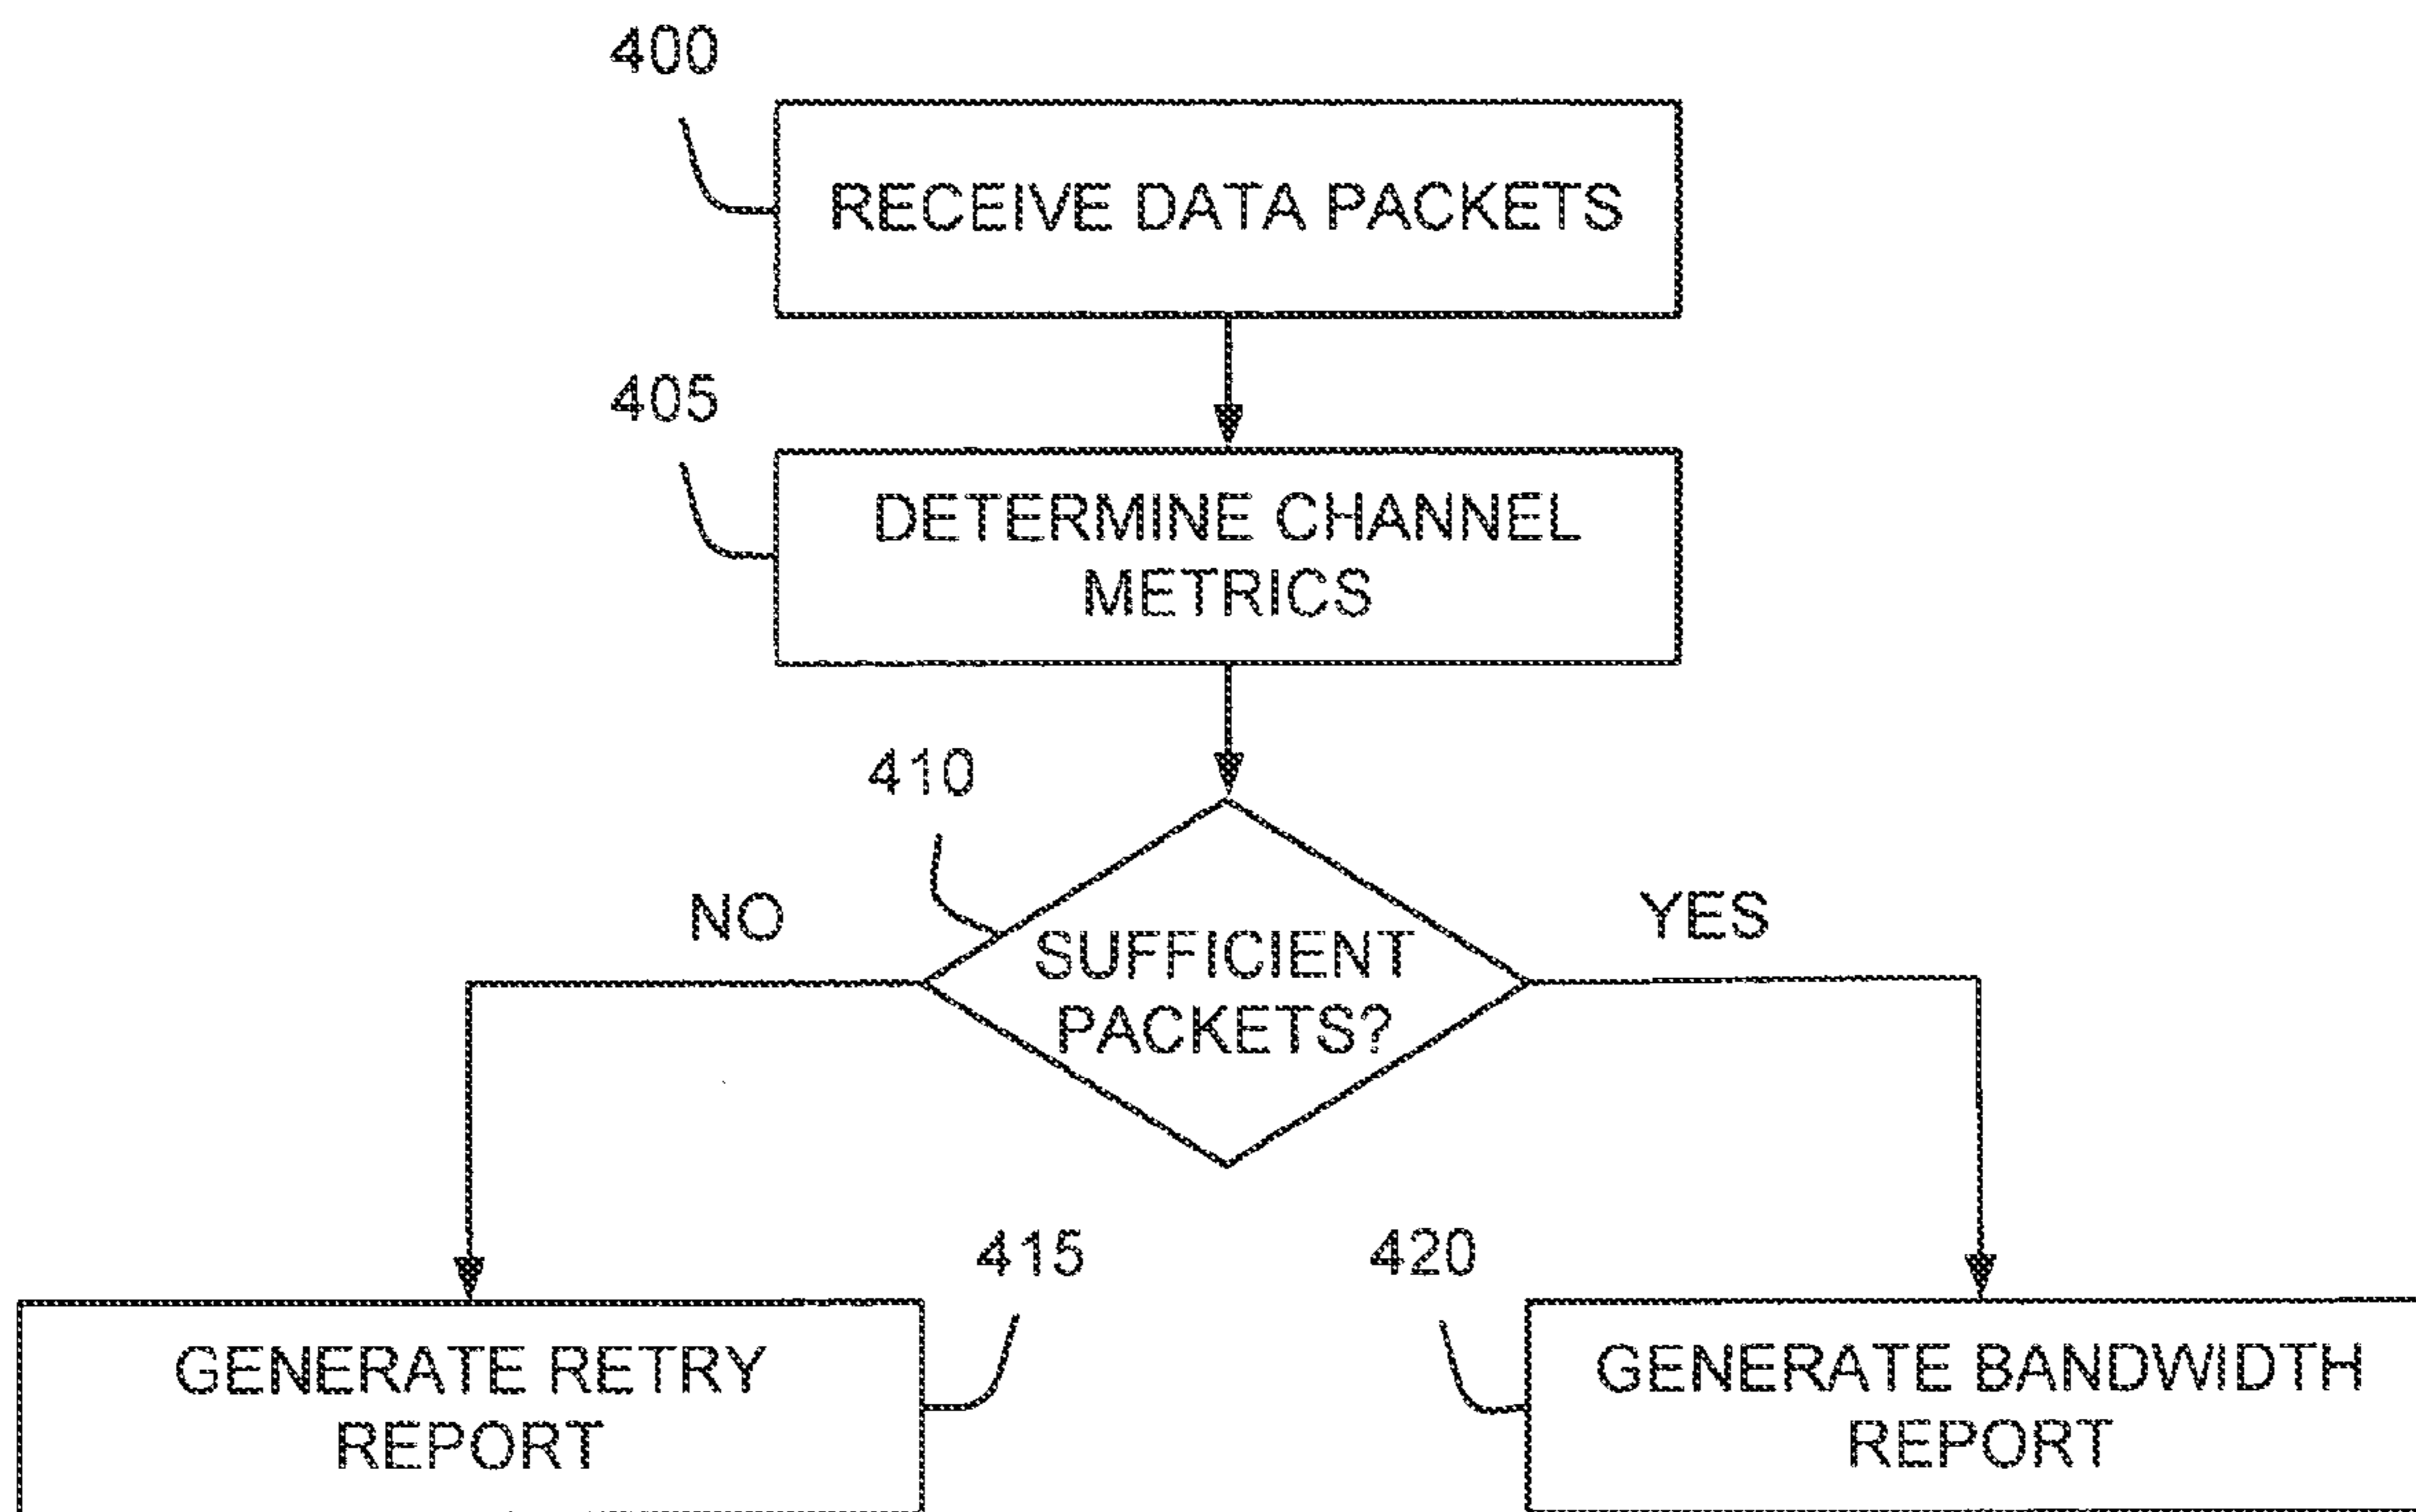 400
RECEIVE DATA PACKETS
405
DETERMINE CHANNEL
METRICS
410
NO
YES
SUFFICIENT
PACKETS?
415
420
GENERATE RETRY
REPORT
GENERATE BANDWIDTH
REPORT